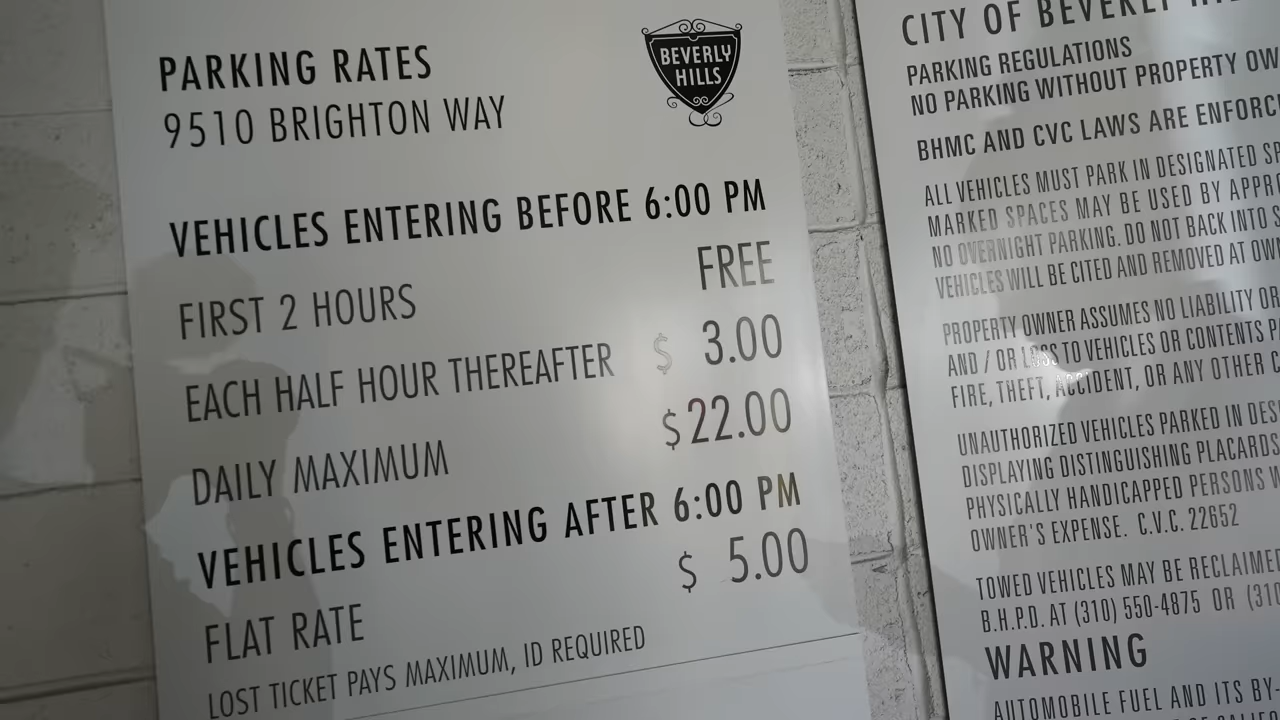 PARKING RATES
9510 BRIGHTON WAY
BEVERLY
HILLS
VEHICLES ENTERING BEFORE 6:00 PM
FIRST 2 HOURS FREE
EACH HALF HOUR THEREAFTER $ 3.00
DAILY MAXIMUM $22.00
VEHICLES ENTERING AFTER 6:00 PM
FLAT RATE $ 5.00
LOST TICKET PAYS MAXIMUM, ID REQUIRED
CITY OF BEVERLY
PARKING REGULATIONS
NO PARKING WITHOUT PROPERTY
BHMC AND CVC LAWS ARE
ALL VEHICLES MUST PARK IN DESIGNATED
MARKED SPACES MAY BE USED BY
NO OVERNIGHT PARKING. DO NOT BACK INTO
VEHICLES WILL BE CITED AND REMOVED AT
PROPERTY OWNER ASSUMES NO LIABILITY OR
AND / OR LOSS TO VEHICLES OR CONTENTS
FIRE, THEFT, ACCIDENT, OR ANY OTHER
UNAUTHORIZED VEHICLES PARKED IN
DISPLAYING DISTINGUISHING PLACARDS
PHYSICALLY HANDICAPPED PERSONS
OWNER'S EXPENSE. C.V.C. 22652
TOWED VEHICLES MAY BE RECLAIMED
B.H.P.D. AT (310) 550-4875 OR (310
WARNING
AUTOMOBILE FUEL AND ITS BY-